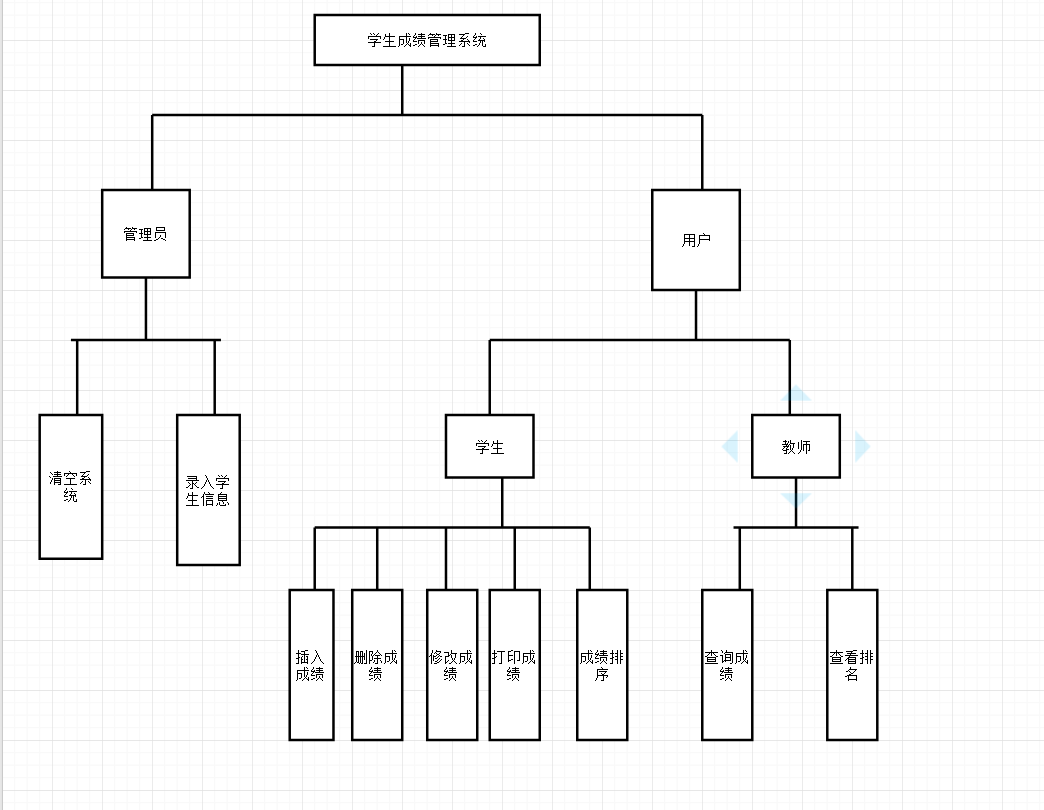 学生成绩管理系统
管理员
用户
学生
教师
清空系
统
录入学
生信息
插入
成绩
删除成
绩
修改成
绩
打印成
绩
成绩排
序
查询成
绩
查看排
名